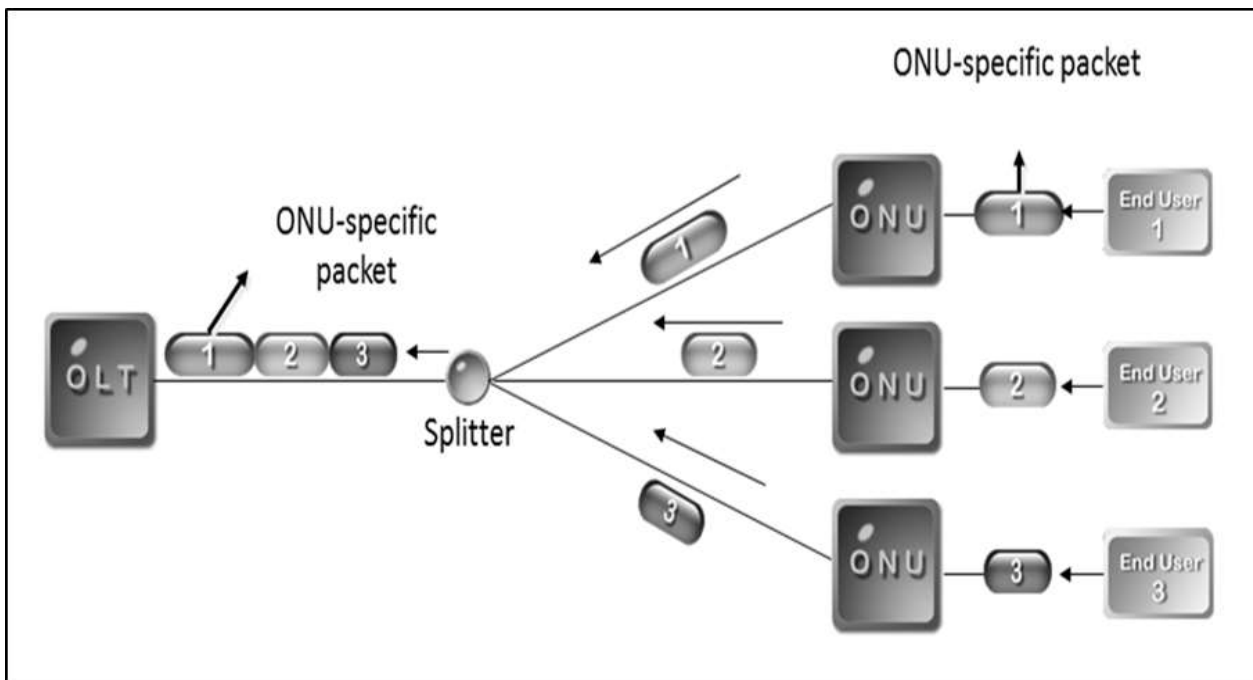 ONU-specific packet
ONU-specific
packet
OLT
1 2 3
Splitter
1
2
3
ONU
1
End User
1
ONU
2
End User
2
ONU
3
End User
3